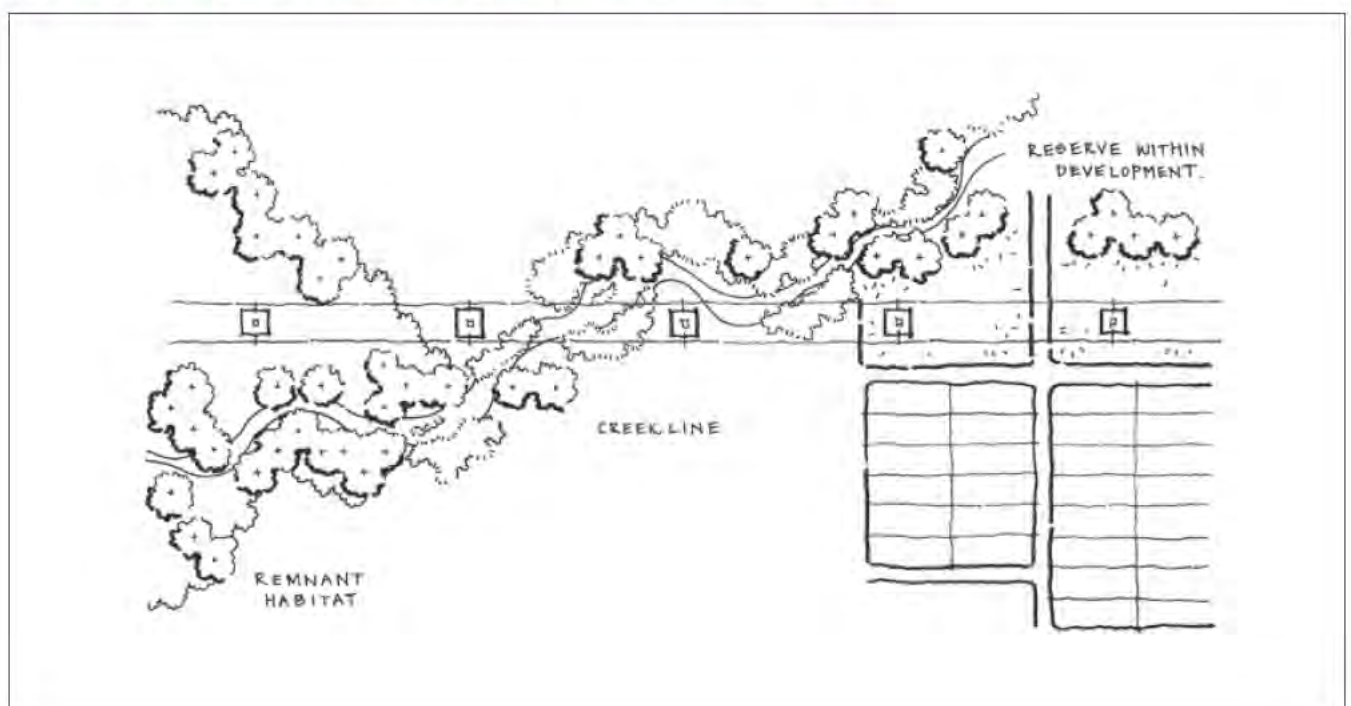 RESERVE WITHIN
DEVELOPMENT.
CREEKLINE
REMNANT
HABITAT